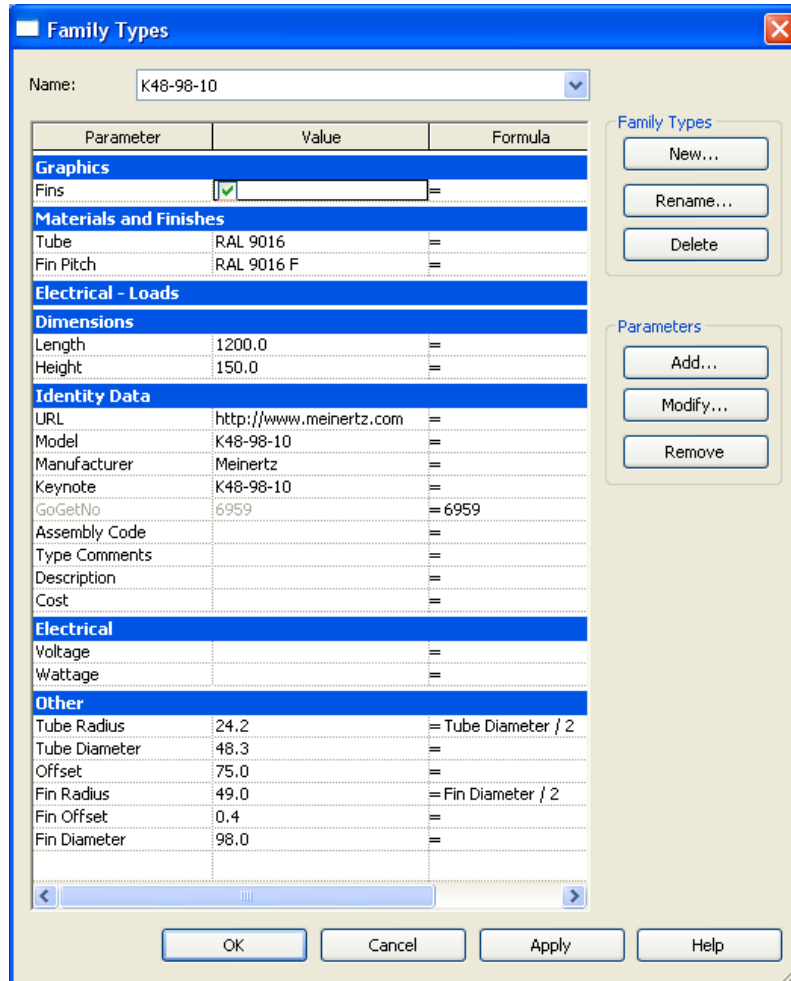 Family Types
Name: K48-98-10
Parameter Value Formula
Graphics
Fins =
Materials and Finishes
Tube RAL 9016 =
Fin Pitch RAL 9016 F =
Electrical - Loads
Dimensions
Length 1200.0 =
Height 150.0 =
Identity Data
URL http://www.meinertz.com =
Model K48-98-10 =
Manufacturer Meinertz =
Keynote K48-98-10 =
GoGetNo 6959 = 6959
Assembly Code =
Type Comments =
Description =
Cost =
Electrical
Voltage =
Wattage =
Other
Tube Radius 24.2 = Tube Diameter / 2
Tube Diameter 48.3 =
Offset 75.0 =
Fin Radius 49.0 = Fin Diameter / 2
Fin Offset 0.4 =
Fin Diameter 98.0 =
Family Types
New...
Rename...
Delete
Parameters
Add...
Modify...
Remove
OK Cancel Apply Help